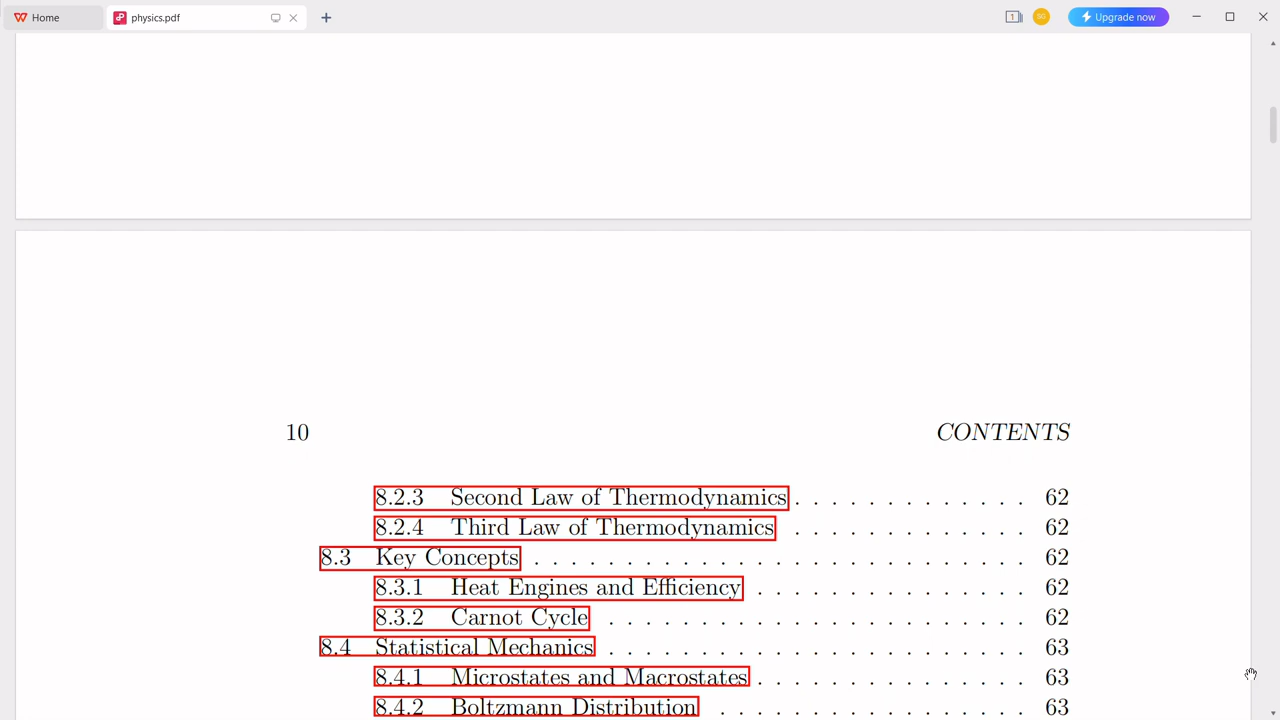 Home
physics.pdf
1
SG
Upgrade now
10 CONTENTS
8.2.3 Second Law of Thermodynamics . . . . . . . . . . . . . 62
8.2.4 Third Law of Thermodynamics . . . . . . . . . . . . . 62
8.3 Key Concepts . . . . . . . . . . . . . . . . . . . . . . . . . . 62
8.3.1 Heat Engines and Efficiency . . . . . . . . . . . . . . . 62
8.3.2 Carnot Cycle . . . . . . . . . . . . . . . . . . . . . . 62
8.4 Statistical Mechanics . . . . . . . . . . . . . . . . . . . . . . 63
8.4.1 Microstates and Macrostates . . . . . . . . . . . . . . . 63
8.4.2 Boltzmann Distribution . . . . . . . . . . . . . . . . . 63